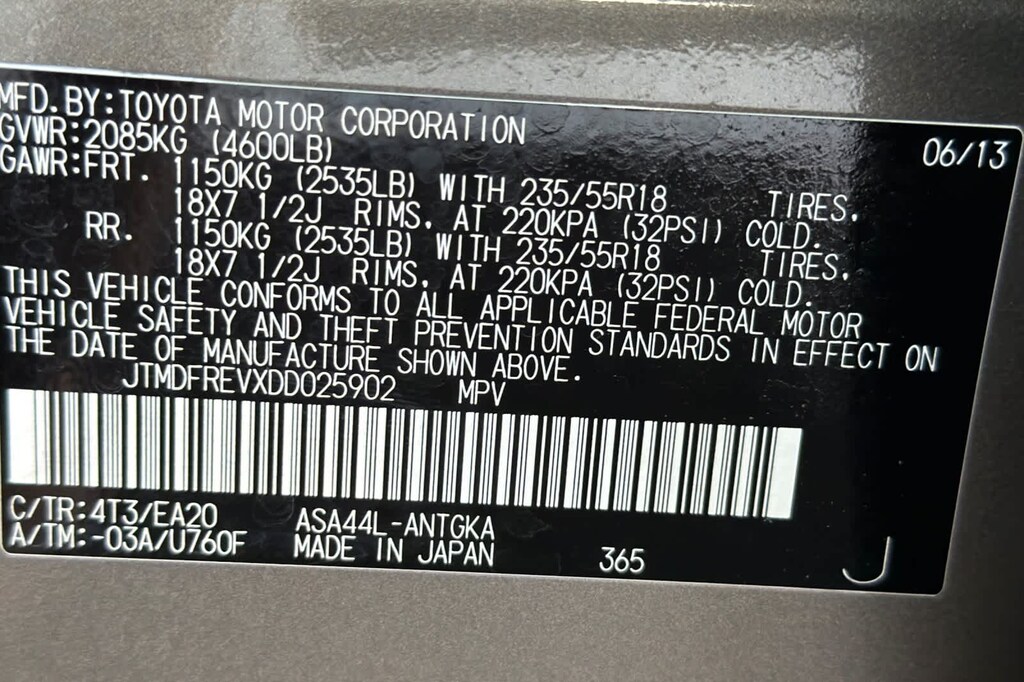 MFD.BY:TOYOTA MOTOR CORPORATION 06/13
GVWR:2085KG (4600LB)
GAWR:FRT. 1150KG (2535LB) WITH 235/55R18 TIRES,
18X7 1/2J RIMS, AT 220KPA (32PSI) COLD.
RR. 1150KG (2535LB) WITH 235/55R18 TIRES,
18X7 1/2J RIMS, AT 220KPA (32PSI) COLD.
THIS VEHICLE CONFORMS TO ALL APPLICABLE FEDERAL MOTOR
VEHICLE SAFETY AND THEFT PREVENTION STANDARDS IN EFFECT ON
THE DATE OF MANUFACTURE SHOWN ABOVE.
JTMDFREVXDD025902 MPV
C/TR:4T3/EA20 ASA44L-ANTGKA
A/TM:-03A/U760F MADE IN JAPAN 365 J